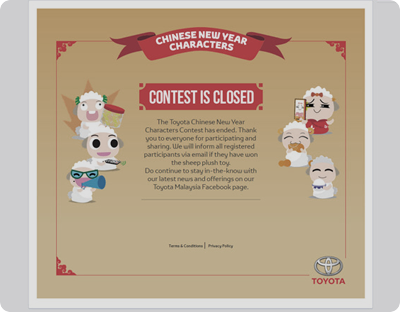 CHINESE NEW YEAR
CHARACTERS
CONTEST IS CLOSED
The Toyota Chinese New Year
Characters Contest has ended. Thank
you to everyone for participating and
sharing. We will inform all registered
participants via email if they have won
the sheep plush toy.
Do continue to stay in-the-know with
our latest news and offerings on our
Toyota Malaysia Facebook page.
Terms & Conditions | Privacy Policy
TOYOTA